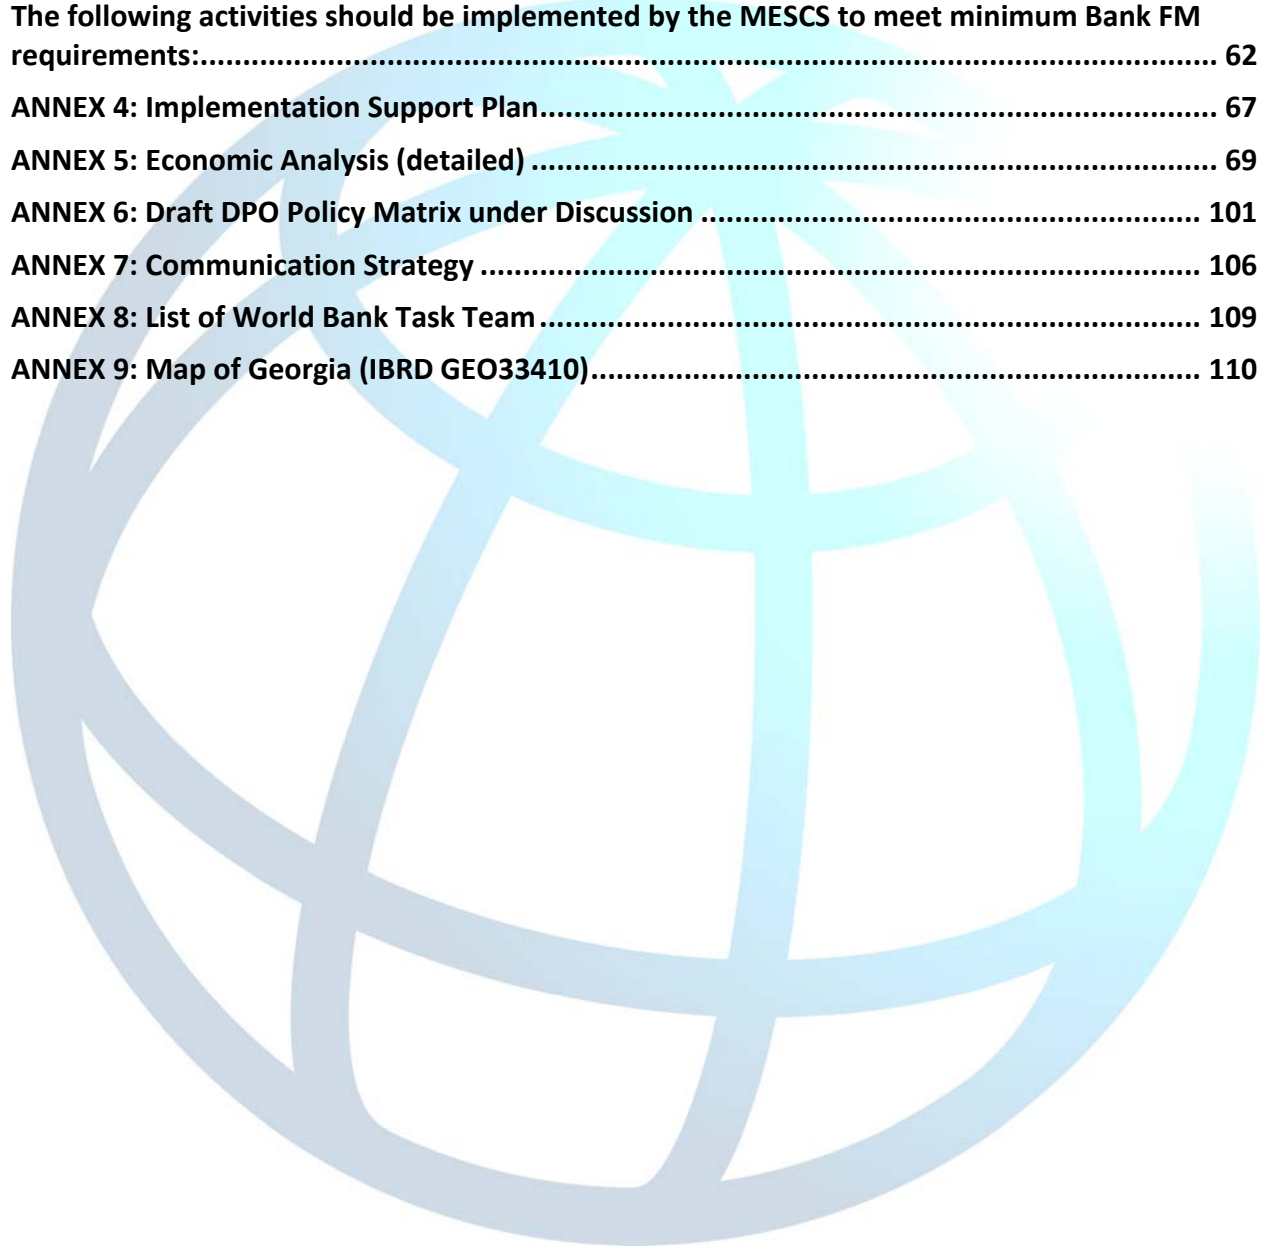 The following activities should be implemented by the MESCS to meet minimum Bank FM
requirements:.......................................................................................................................... 62
ANNEX 4: Implementation Support Plan................................................................................. 67
ANNEX 5: Economic Analysis (detailed) .................................................................................. 69
ANNEX 6: Draft DPO Policy Matrix under Discussion ............................................................ 101
ANNEX 7: Communication Strategy ...................................................................................... 106
ANNEX 8: List of World Bank Task Team ............................................................................... 109
ANNEX 9: Map of Georgia (IBRD GEO33410)......................................................................... 110